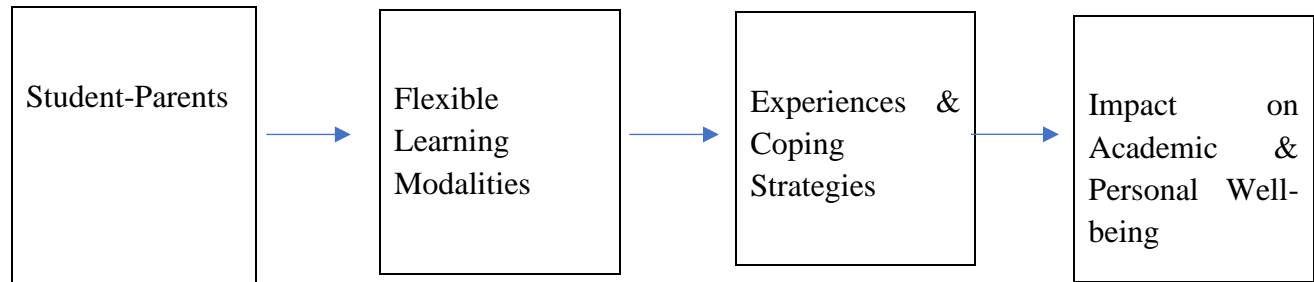 Student-Parents
Flexible
Learning
Modalities
Experiences &
Coping
Strategies
Impact on
Academic &
Personal Well-
being